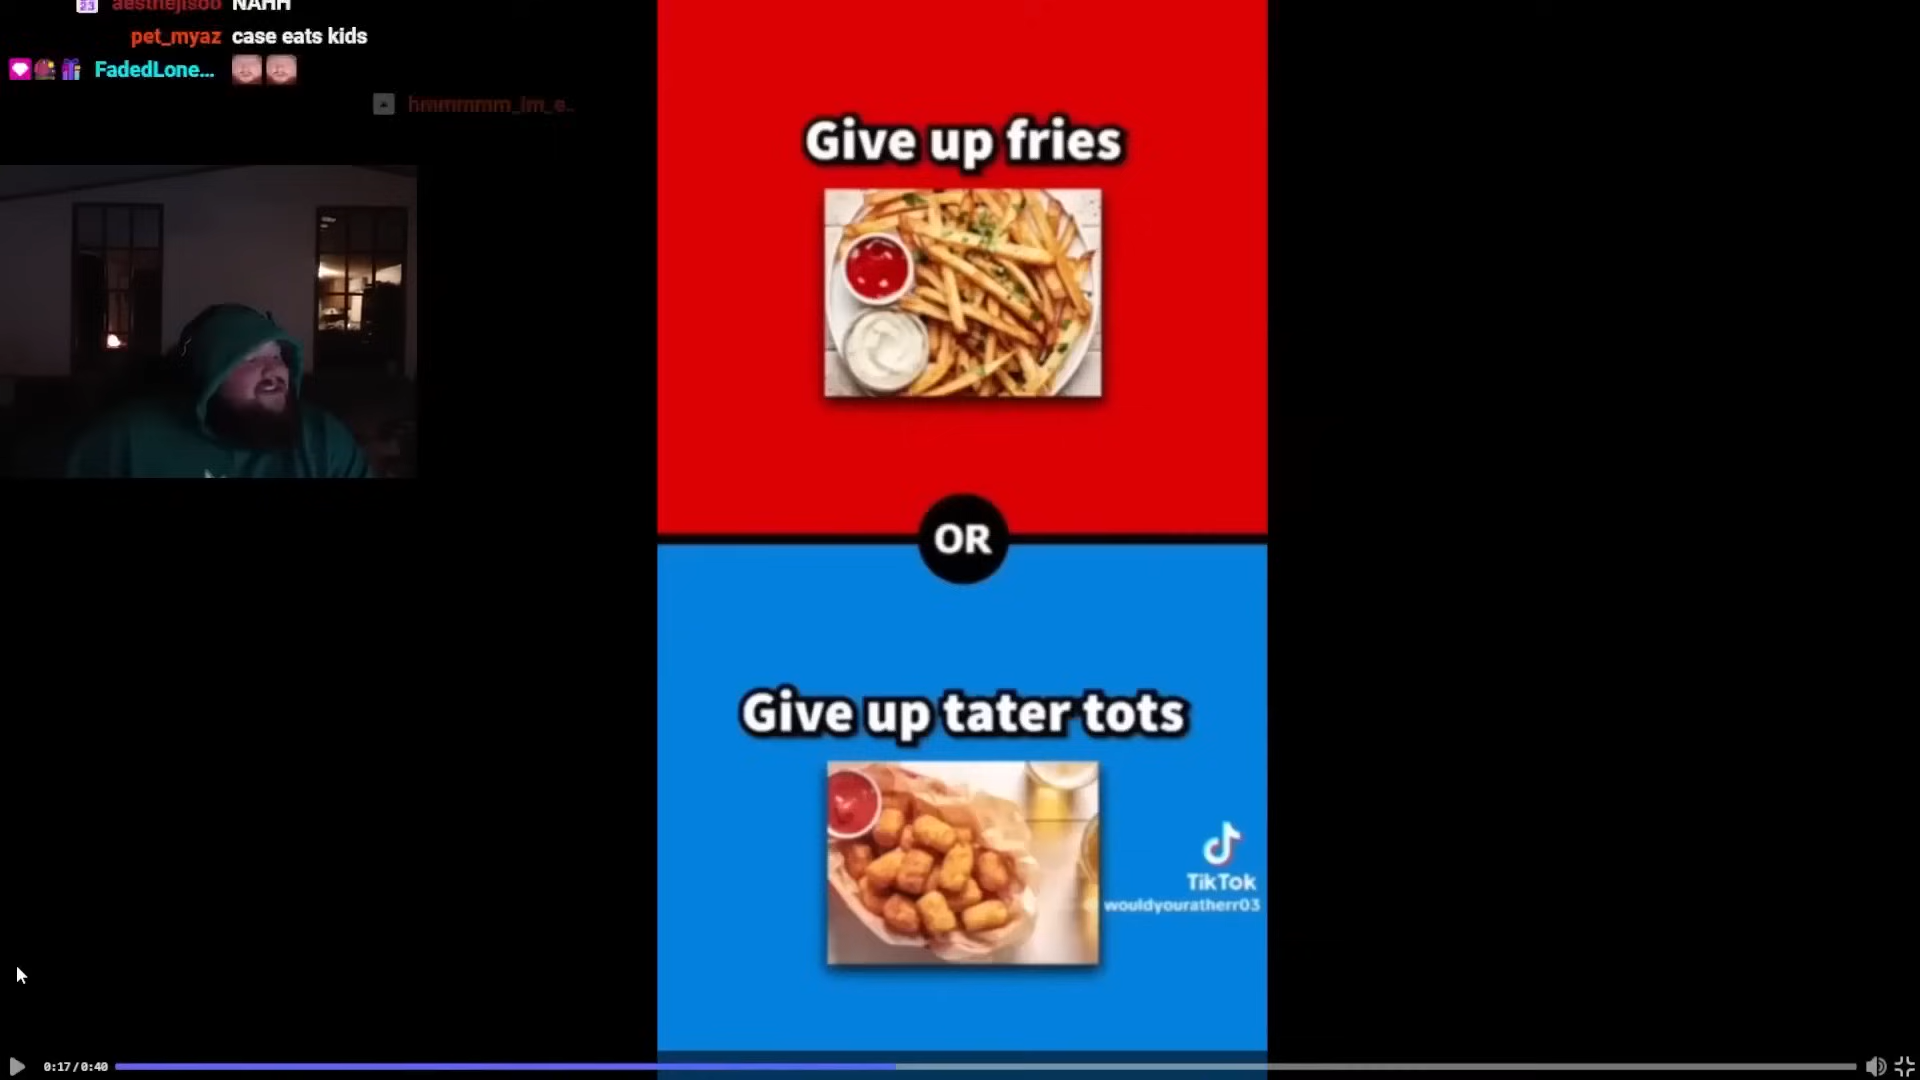 NAHH
pet_myaz case eats kids
FadedLone...
hmmmmm_im_e..
Give up fries
OR
Give up tater tots
TikTok
wouldyouratherr03
0:17/0:40